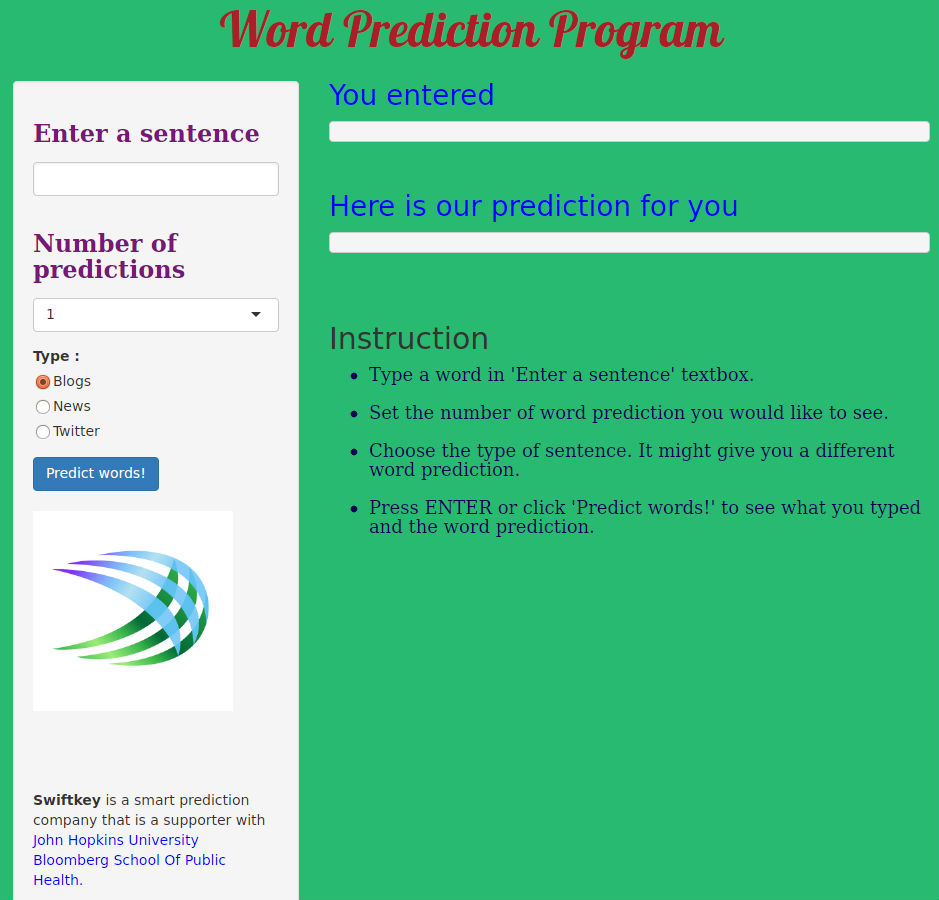 Word Prediction Program
Enter a sentence
Number of
predictions
1
Type :
Blogs
News
Twitter
Predict words!
Swiftkey is a smart prediction
company that is a supporter with
John Hopkins University
Bloomberg School Of Public
Health.
You entered
Here is our prediction for you
Instruction
Type a word in 'Enter a sentence' textbox.
Set the number of word prediction you would like to see.
Choose the type of sentence. It might give you a different
word prediction.
Press ENTER or click 'Predict words!' to see what you typed
and the word prediction.